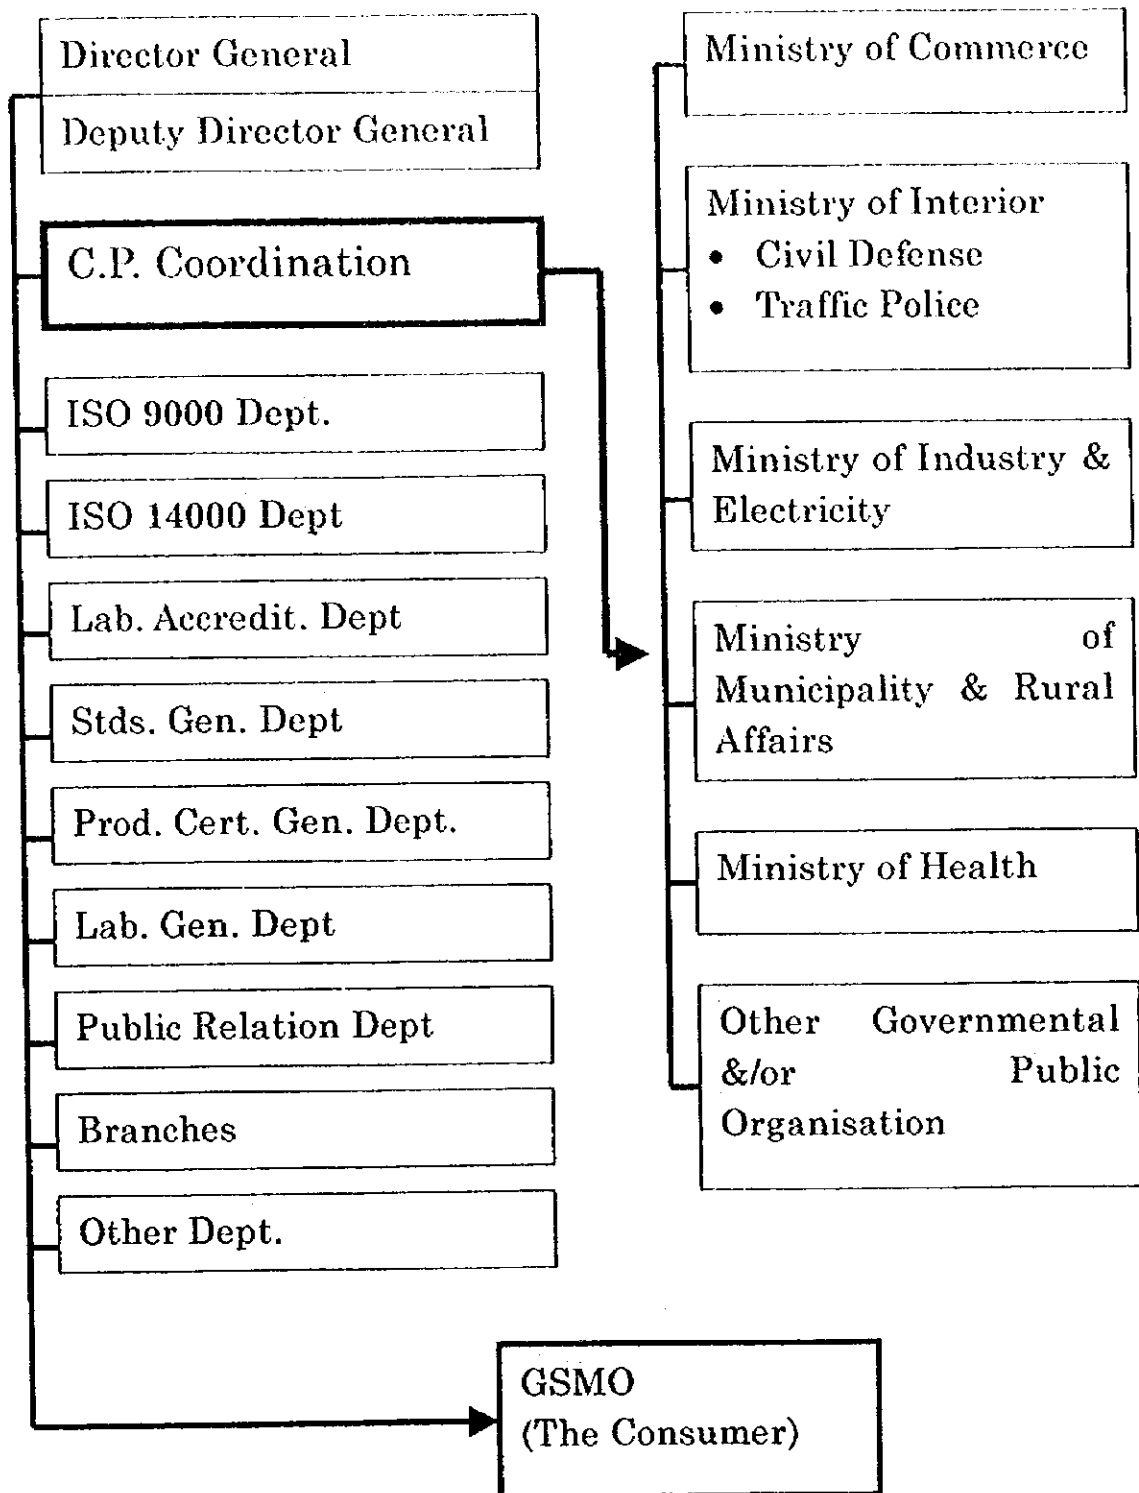 Director General
Deputy Director General
C.P. Coordination
ISO 9000 Dept.
ISO 14000 Dept
Lab. Accredit. Dept
Stds. Gen. Dept
Prod. Cert. Gen. Dept.
Lab. Gen. Dept
Public Relation Dept
Branches
Other Dept.
Ministry of Commerce
Ministry of Interior
• Civil Defense
• Traffic Police
Ministry of Industry &
Electricity
Ministry of
Municipality & Rural
Affairs
Ministry of Health
Other Governmental
&/or Public
Organisation
GSMO
(The Consumer)